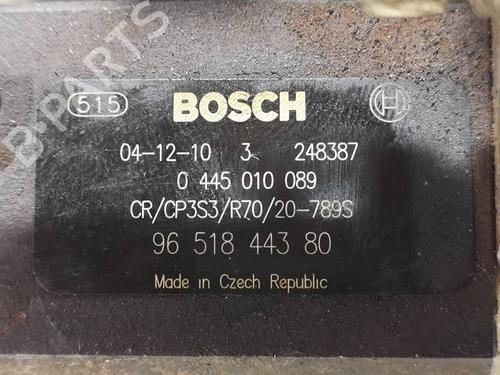 B-PARTS
515 BOSCH
04-12-10 3 248387
0 445 010 089
CR/CP3S3/R70/20-789S
96 518 443 80
Made in Czech Republic